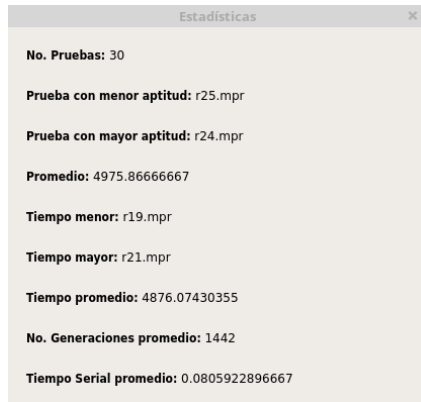 Estadísticas
No. Pruebas: 30
Prueba con menor aptitud: r25.mpr
Prueba con mayor aptitud: r24.mpr
Promedio: 4975.86666667
Tiempo menor: r19.mpr
Tiempo mayor: r21.mpr
Tiempo promedio: 4876.07430355
No. Generaciones promedio: 1442
Tiempo Serial promedio: 0.0805922896667